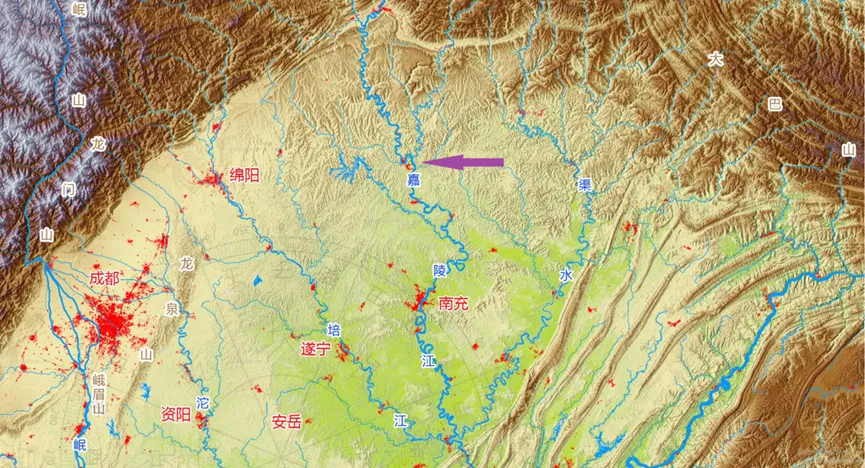 岷
山
龙
门
山
大
巴
山
绵阳
嘉
陵
江
渠
水
成都
龙
泉
山
南充
培
江
遂宁
峨眉山
沱
资阳
安岳
岷